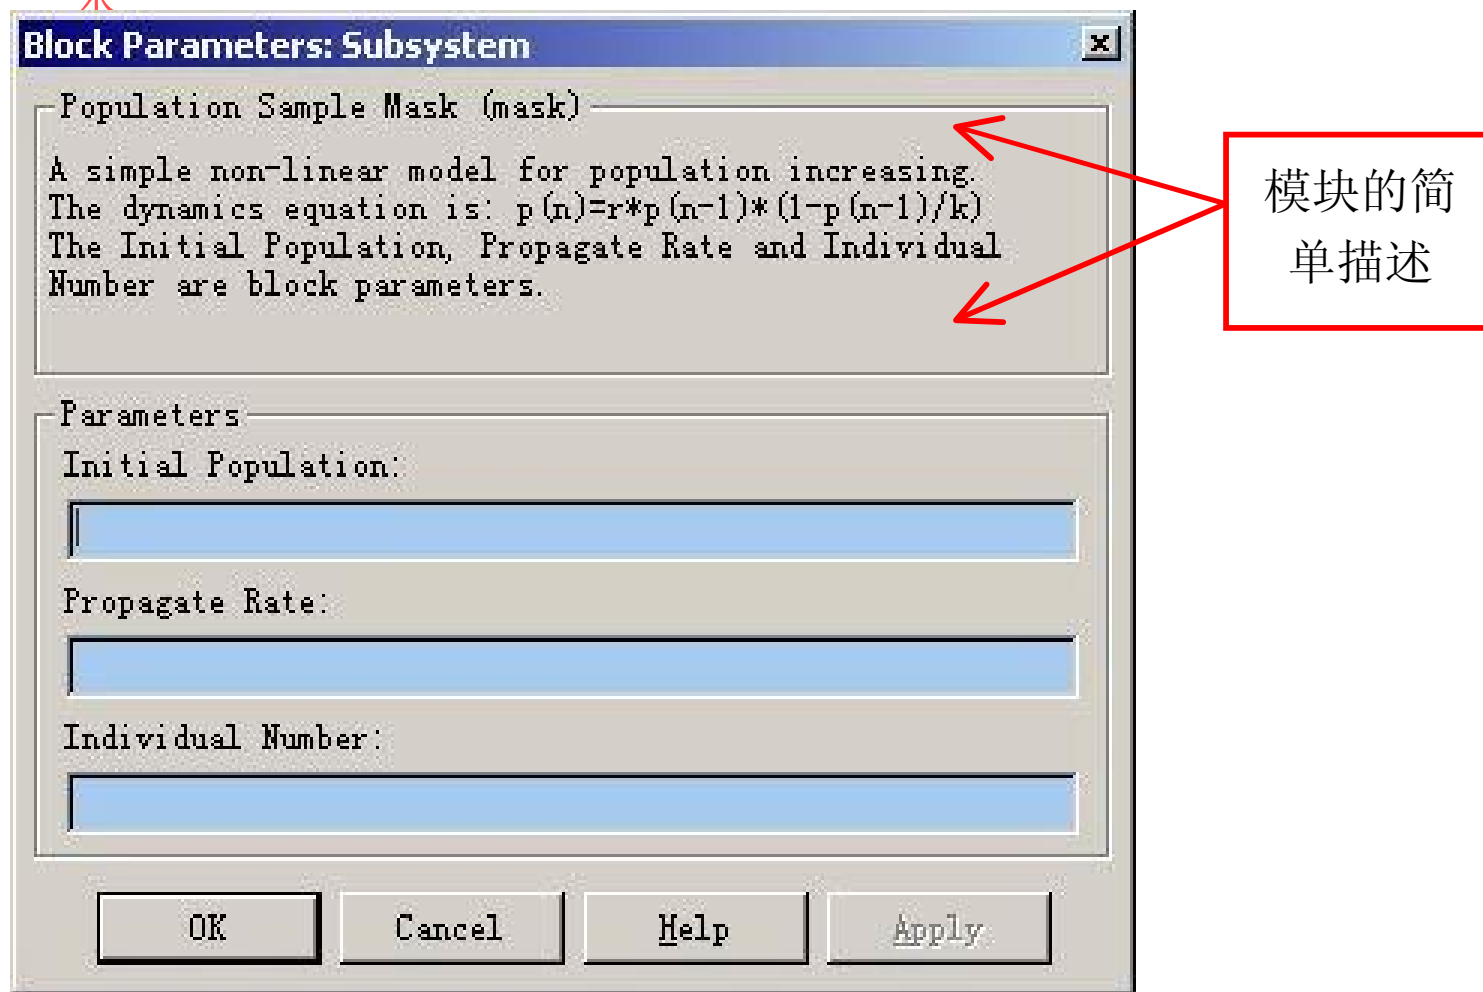 Block Parameters: Subsystem
Population Sample Mask (mask)
A simple non-linear model for population increasing.
The dynamics equation is: p(n)=r*p(n-1)*(1-p(n-1)/k)
The Initial Population, Propagate Rate and Individual
Number are block parameters.
模块的简
单描述
Parameters
Initial Population:
Propagate Rate:
Individual Number:
OK
Cancel
Help
Apply